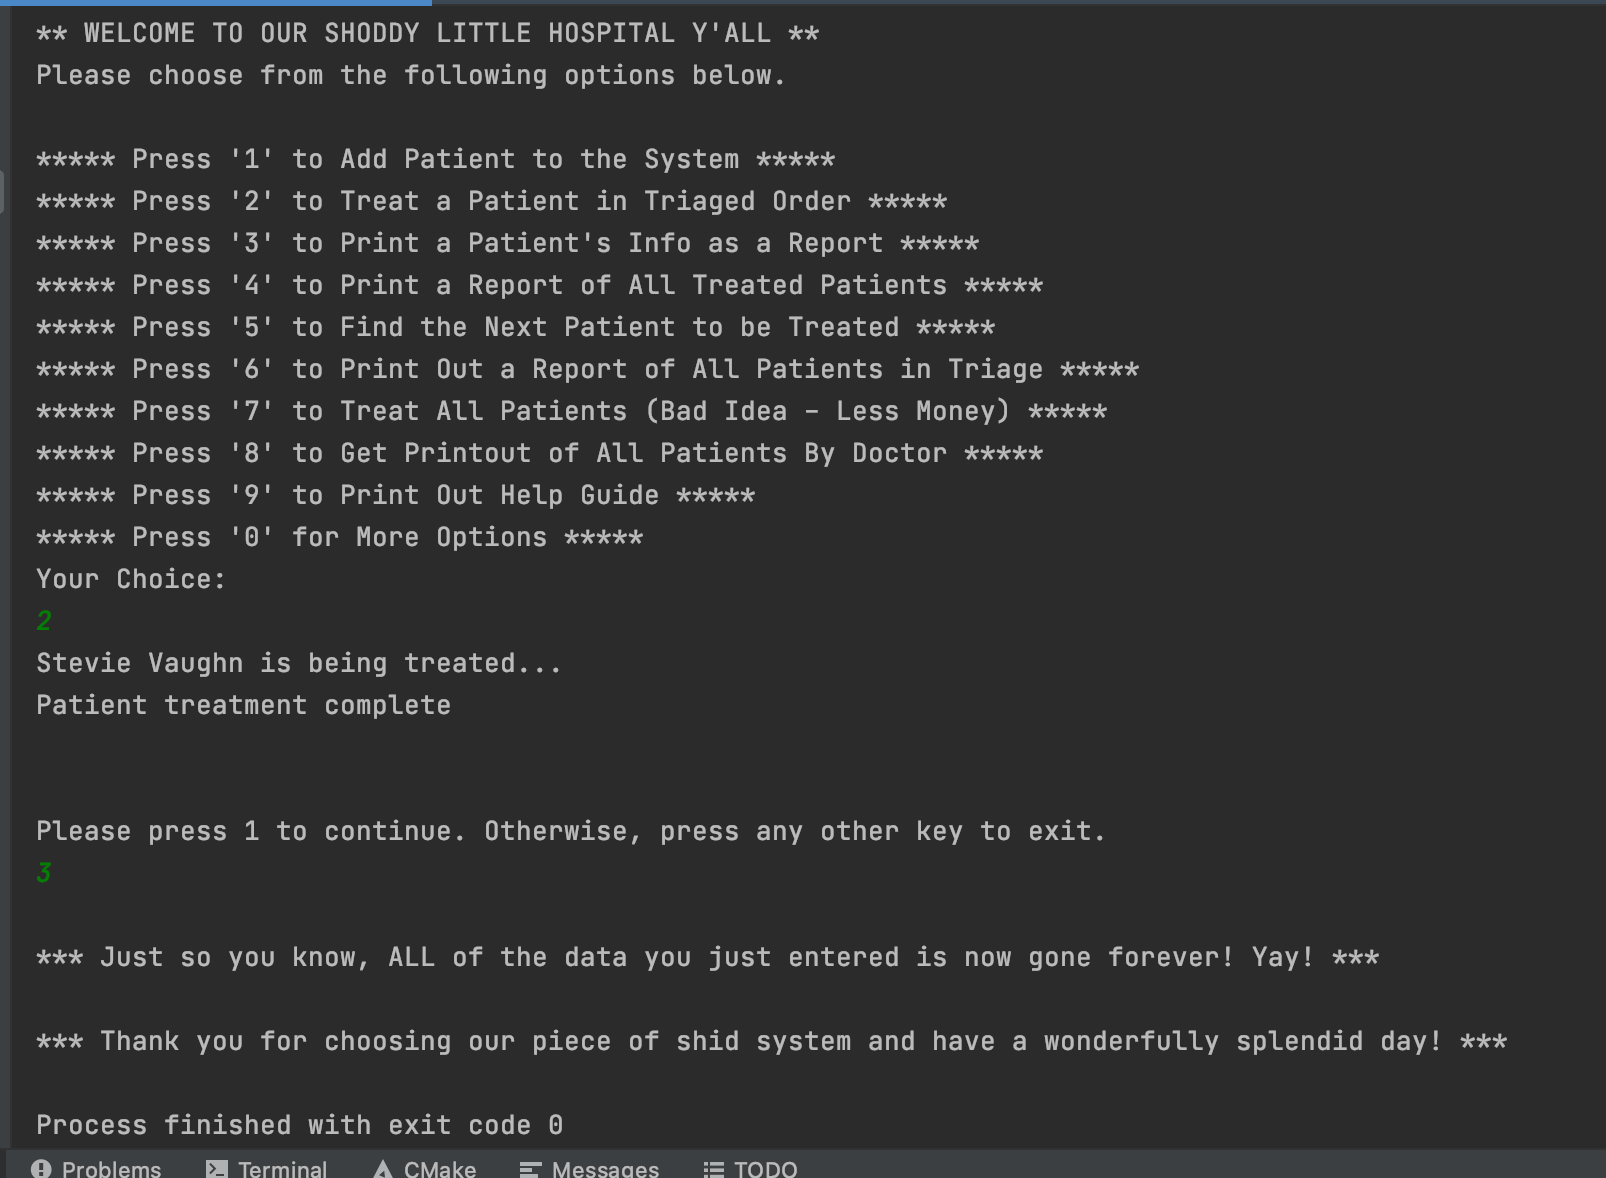 ** WELCOME TO OUR SHODDY LITTLE HOSPITAL Y'ALL **
Please choose from the following options below.
***** Press '1' to Add Patient to the System *****
***** Press '2' to Treat a Patient in Triaged Order *****
***** Press '3' to Print a Patient's Info as a Report *****
***** Press '4' to Print a Report of All Treated Patients *****
***** Press '5' to Find the Next Patient to be Treated *****
***** Press '6' to Print Out a Report of All Patients in Triage *****
***** Press '7' to Treat All Patients (Bad Idea - Less Money) *****
***** Press '8' to Get Printout of All Patients By Doctor *****
***** Press '9' to Print Out Help Guide *****
***** Press '0' for More Options *****
Your Choice:
2
Stevie Vaughn is being treated...
Patient treatment complete
Please press 1 to continue. Otherwise, press any other key to exit.
3
*** Just so you know, ALL of the data you just entered is now gone forever! Yay! ***
*** Thank you for choosing our piece of shid system and have a wonderfully splendid day! ***
Process finished with exit code 0
Problems Terminal CMake Messages TODO